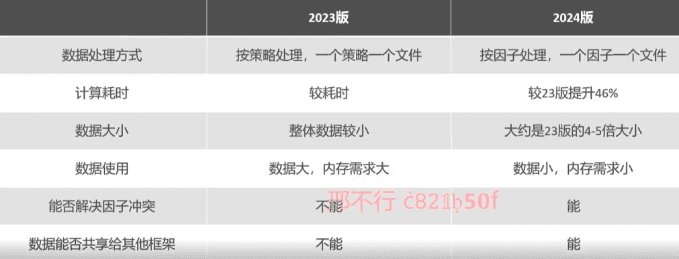 2023版 2024版
数据处理方式 按策略处理，一个策略一个文件 按因子处理，一个因子一个文件
计算耗时 较耗时 较23版提升46%
数据大小 整体数据较小 大约是23版的4-5倍大小
数据使用 数据大，内存需求大 数据小，内存需求小
邢不行 c821b50f
能否解决因子冲突 不能 能
数据能否共享给其他框架 不能 能